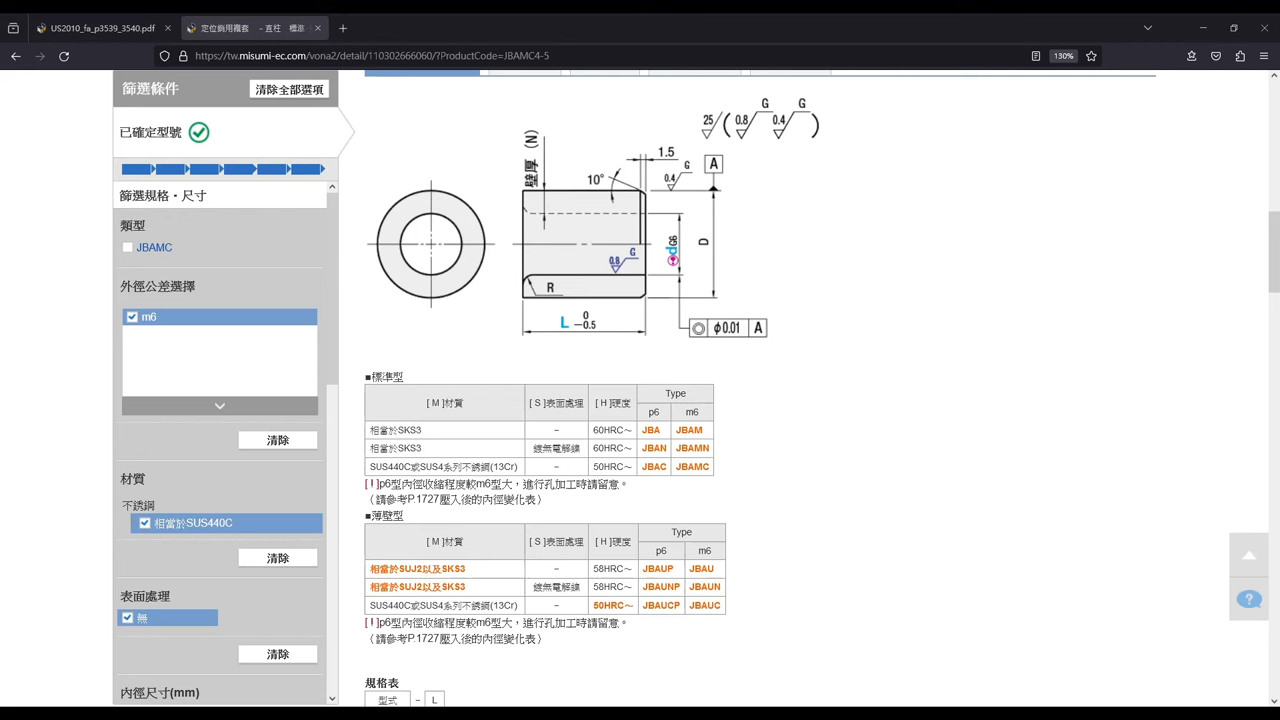 US2010_fa_p3539_3540.pdf
定位銷用襯套 －直柱 標準
https://tw.misumi-ec.com/vona2/detail/110302666060/?ProductCode=JBAMC4-5
130%
篩選條件
清除全部選項
已確定型號
篩選規格・尺寸
類型
JBAMC
外徑公差選擇
m6
清除
材質
不銹鋼
相當於SUS440C
清除
表面處理
無
清除
內徑尺寸(mm)
25 ( 0.8 G 0.4 G )
壁厚（N）
10°
1.5
0.4 G
A
dG6
D
0.8 G
R
L 0 －0.5
φ0.01 A
■標準型
[ M ]材質 [ S ]表面處理 [ H ]硬度 Type
p6 m6
相當於SKS3 － 60HRC～ JBA JBAM
相當於SKS3 鍍無電解鎳 60HRC～ JBAN JBAMN
SUS440C或SUS4系列不銹鋼(13Cr) － 50HRC～ JBAC JBAMC
[ ! ]p6型內徑收縮程度較m6型大，進行孔加工時請留意。
〈請參考P.1727壓入後的內徑變化表〉
■薄壁型
[ M ]材質 [ S ]表面處理 [ H ]硬度 Type
p6 m6
相當於SUJ2以及SKS3 － 58HRC～ JBAUP JBAU
相當於SUJ2以及SKS3 鍍無電解鎳 58HRC～ JBAUNP JBAUN
SUS440C或SUS4系列不銹鋼(13Cr) － 50HRC～ JBAUCP JBAUC
[ ! ]p6型內徑收縮程度較m6型大，進行孔加工時請留意。
〈請參考P.1727壓入後的內徑變化表〉
規格表
型式 － L